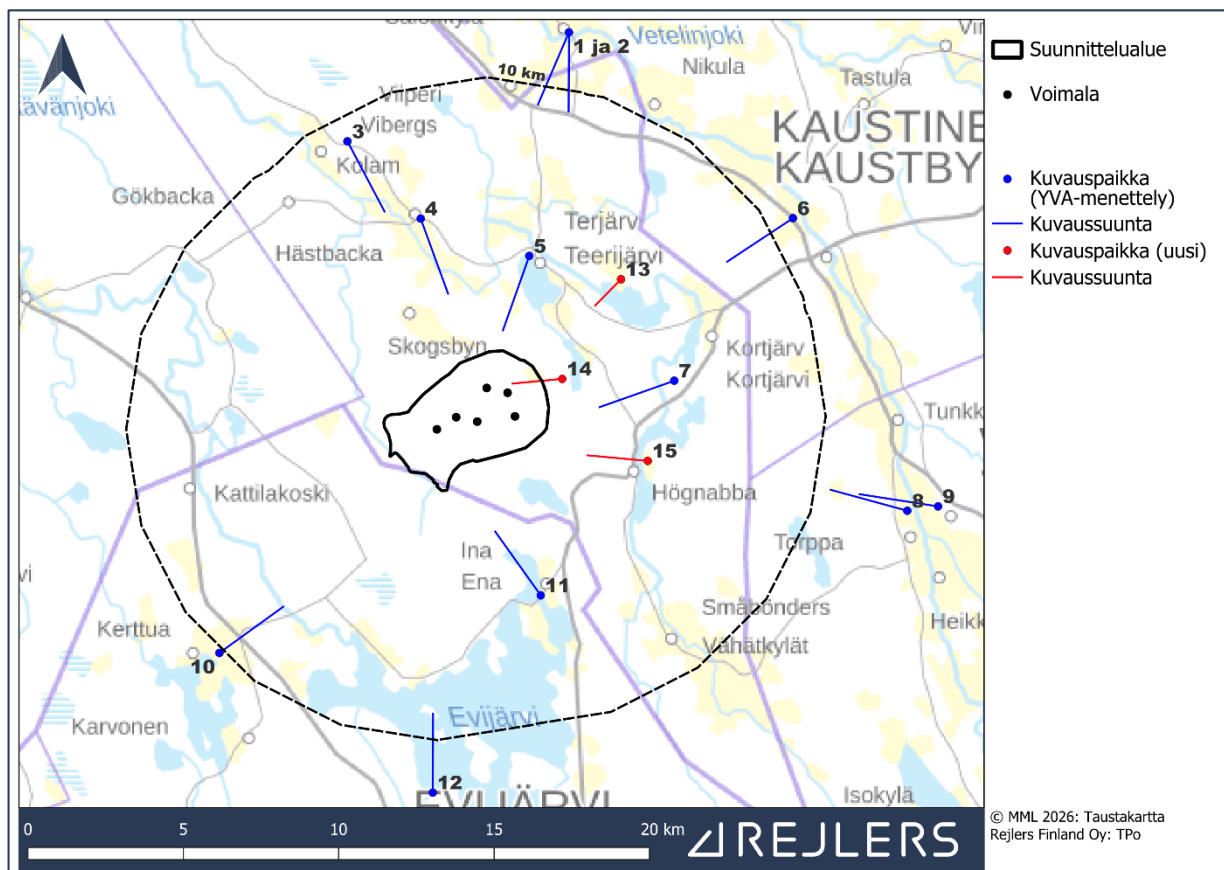 1 ja 2
Vetelinjoki
Nikula
Tastula
10 km
Viiperi
Vibergs
3
Kolam
KAUSTINE
KAUSTBY
Gökbacka
4
Terjärv
6
Hästbacka
5
Teerijärvi
13
Skogsbyn
Kortjärv
14
7
Kortjärvi
Tunkk
15
Kattilakoski
Högnabba
8
9
Torppa
Ina
Ena
11
Småbönders
Heikk
Kerttua
Vähätkylät
10
Karvonen
Evijärvi
12
EVIJÄRVI
Isokylä
Suunnittelualue
Voimala
Kuvauspaikka
(YVA-menettely)
Kuvaussuunta
Kuvauspaikka (uusi)
Kuvaussuunta
© MML 2026: Taustakartta
Rejlers Finland Oy: TPo
0 5 10 15 20 km
REJLERS